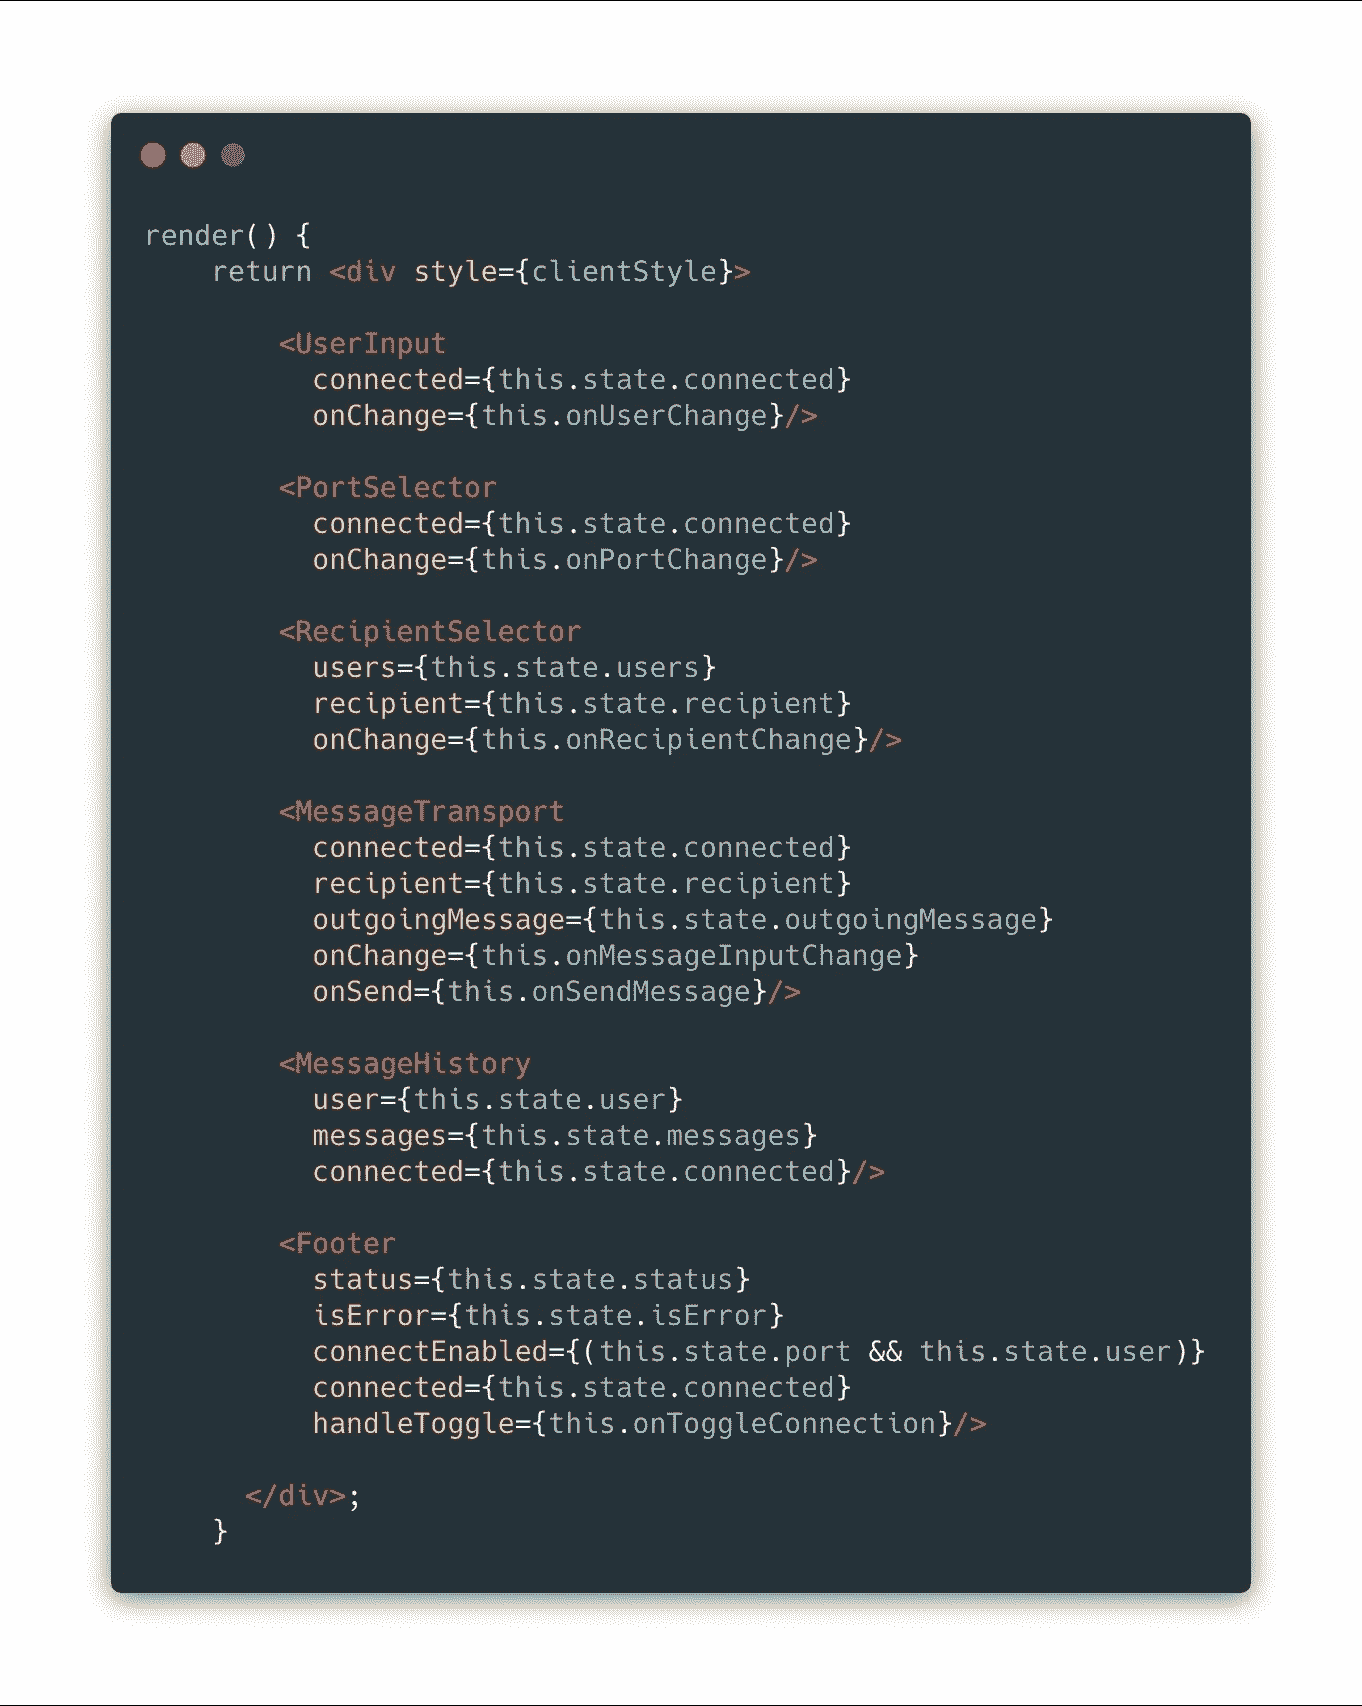 render() {
    return <div style={clientStyle}>

        <UserInput
          connected={this.state.connected}
          onChange={this.onUserChange}/>

        <PortSelector
          connected={this.state.connected}
          onChange={this.onPortChange}/>

        <RecipientSelector
          users={this.state.users}
          recipient={this.state.recipient}
          onChange={this.onRecipientChange}/>

        <MessageTransport
          connected={this.state.connected}
          recipient={this.state.recipient}
          outgoingMessage={this.state.outgoingMessage}
          onChange={this.onMessageInputChange}
          onSend={this.onSendMessage}/>

        <MessageHistory
          user={this.state.user}
          messages={this.state.messages}
          connected={this.state.connected}/>

        <Footer
          status={this.state.status}
          isError={this.state.isError}
          connectEnabled={(this.state.port && this.state.user)}
          connected={this.state.connected}
          handleToggle={this.onToggleConnection}/>

      </div>;
    }